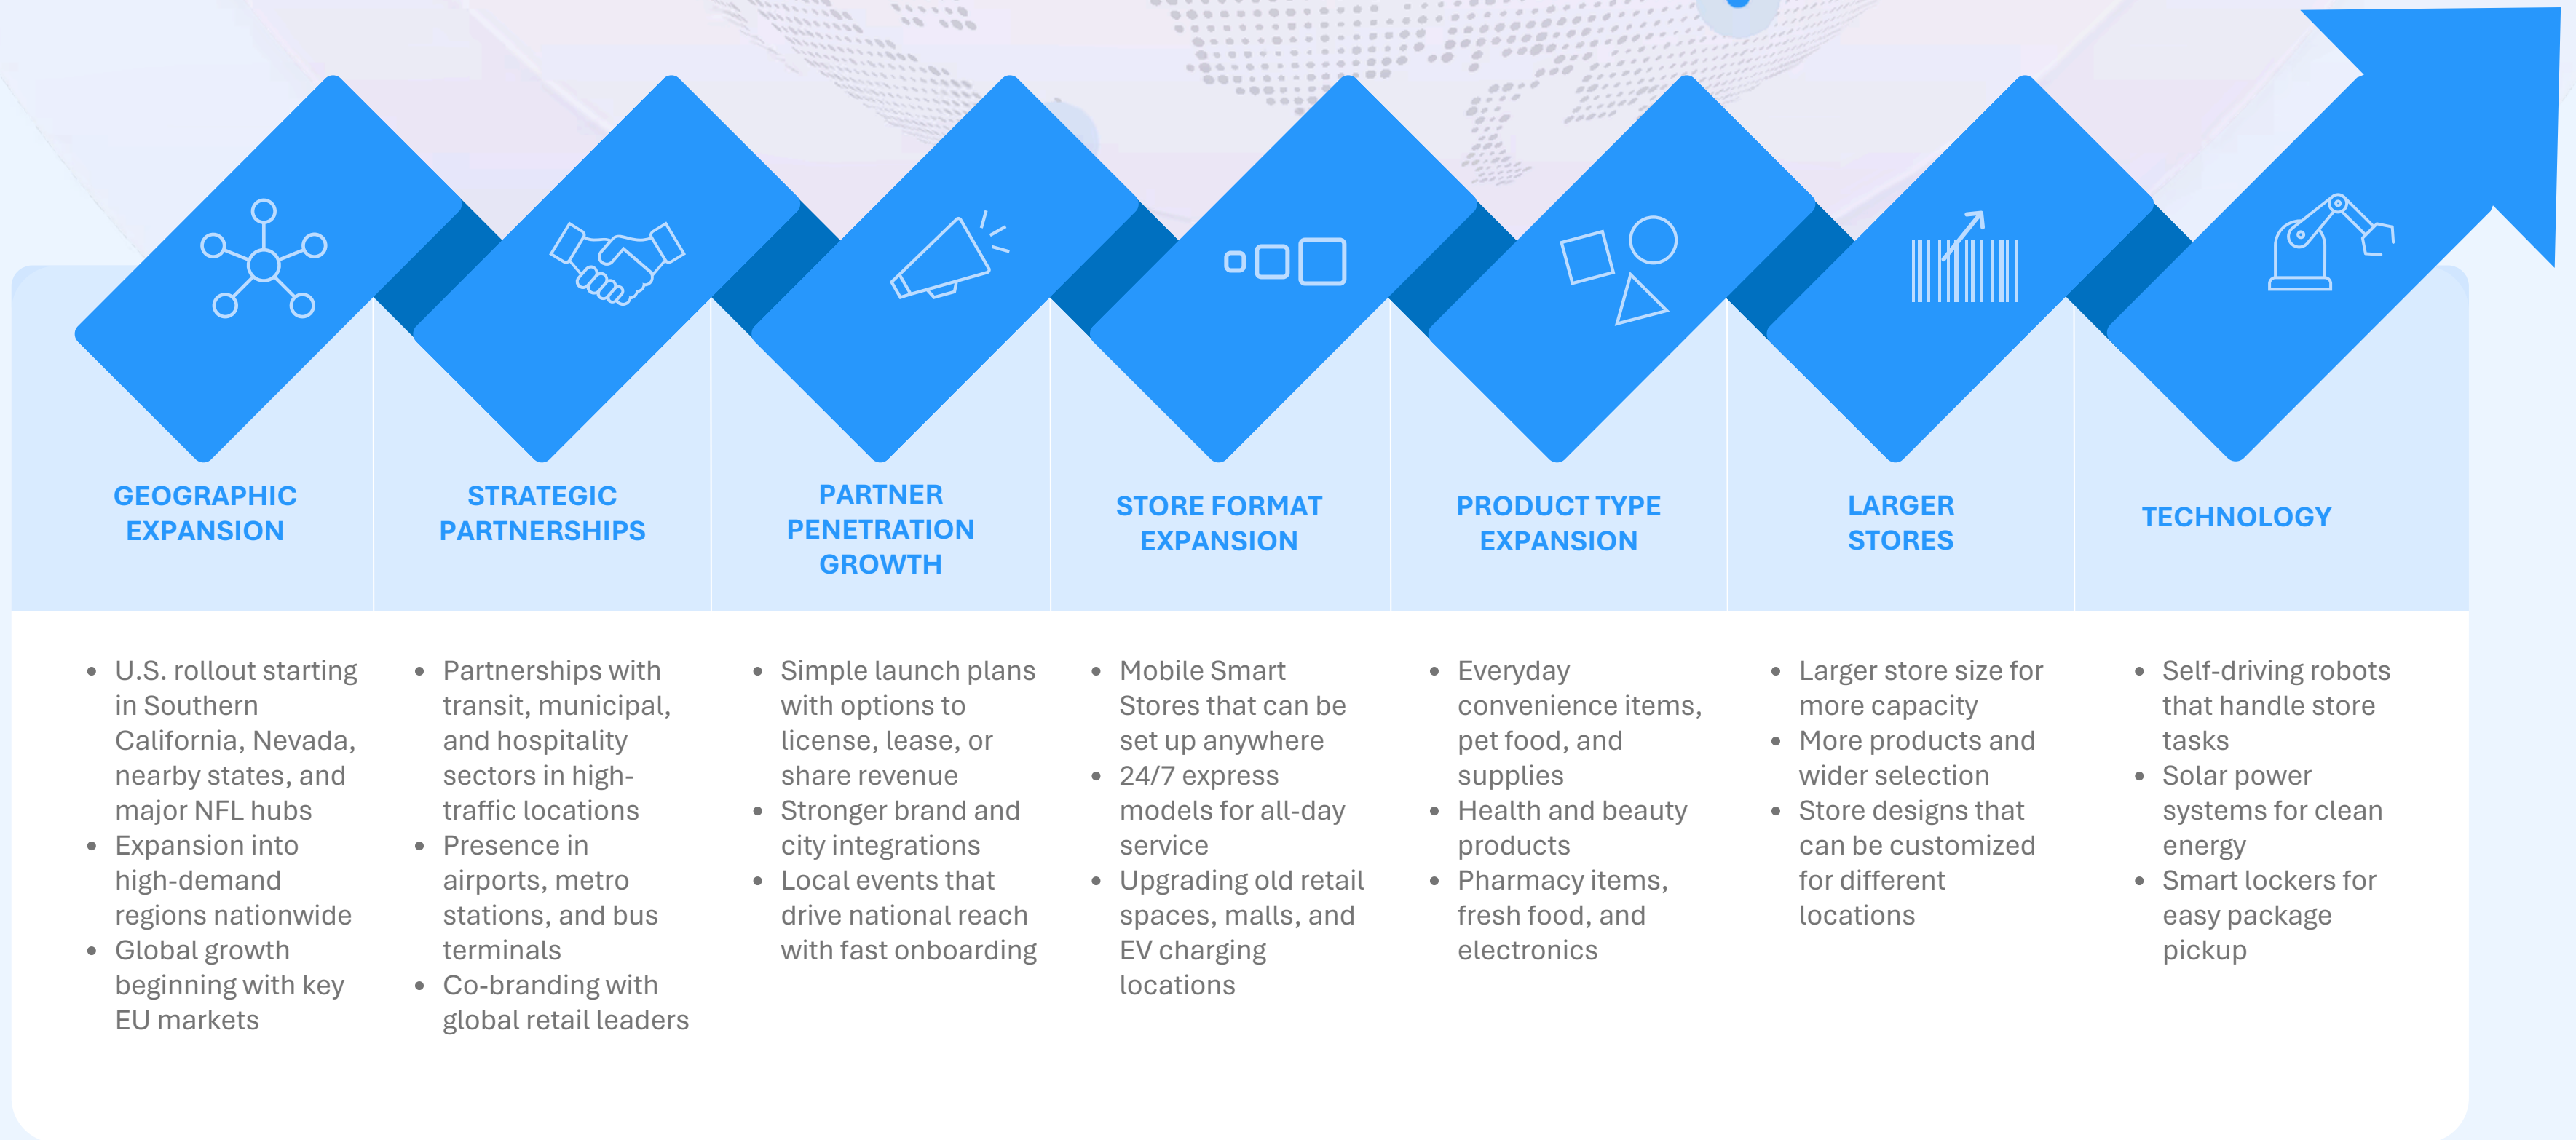 GEOGRAPHIC
EXPANSION
STRATEGIC
PARTNERSHIPS
PARTNER
PENETRATION
GROWTH
STORE FORMAT
EXPANSION
PRODUCT TYPE
EXPANSION
LARGER
STORES
TECHNOLOGY
• U.S. rollout starting
in Southern
California, Nevada,
nearby states, and
major NFL hubs
• Expansion into
high-demand
regions nationwide
• Global growth
beginning with key
EU markets
• Partnerships with
transit, municipal,
and hospitality
sectors in high-
traffic locations
• Presence in
airports, metro
stations, and bus
terminals
• Co-branding with
global retail leaders
• Simple launch plans
with options to
license, lease, or
share revenue
• Stronger brand and
city integrations
• Local events that
drive national reach
with fast onboarding
• Mobile Smart
Stores that can be
set up anywhere
• 24/7 express
models for all-day
service
• Upgrading old retail
spaces, malls, and
EV charging
locations
• Everyday
convenience items,
pet food, and
supplies
• Health and beauty
products
• Pharmacy items,
fresh food, and
electronics
• Larger store size for
more capacity
• More products and
wider selection
• Store designs that
can be customized
for different
locations
• Self-driving robots
that handle store
tasks
• Solar power
systems for clean
energy
• Smart lockers for
easy package
pickup